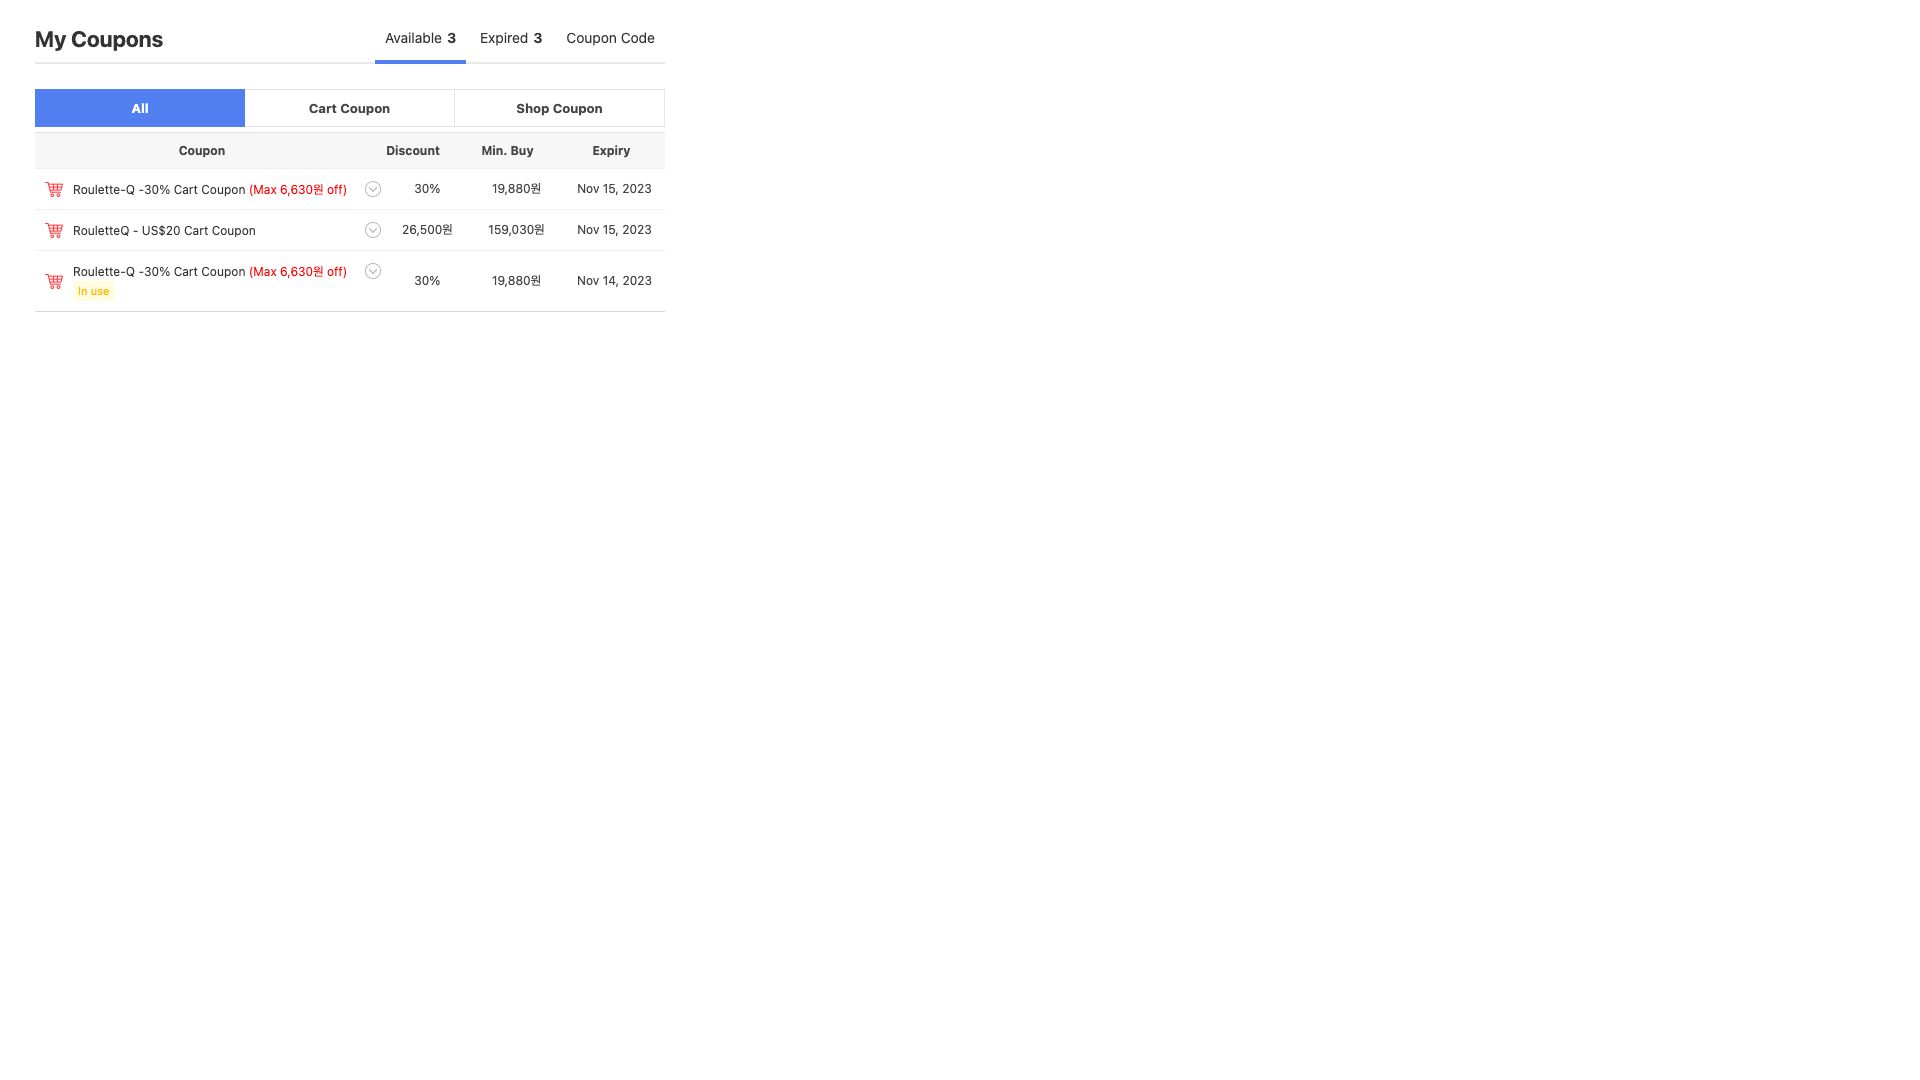 My Coupons
Available 3
Expired 3
Coupon Code
All
Cart Coupon
Shop Coupon
Coupon Discount Min. Buy Expiry
Roulette-Q -30% Cart Coupon (Max 6,630원 off) 30% 19,880원 Nov 15, 2023
RouletteQ - US$20 Cart Coupon 26,500원 159,030원 Nov 15, 2023
Roulette-Q -30% Cart Coupon (Max 6,630원 off) 30% 19,880원 Nov 14, 2023
In use